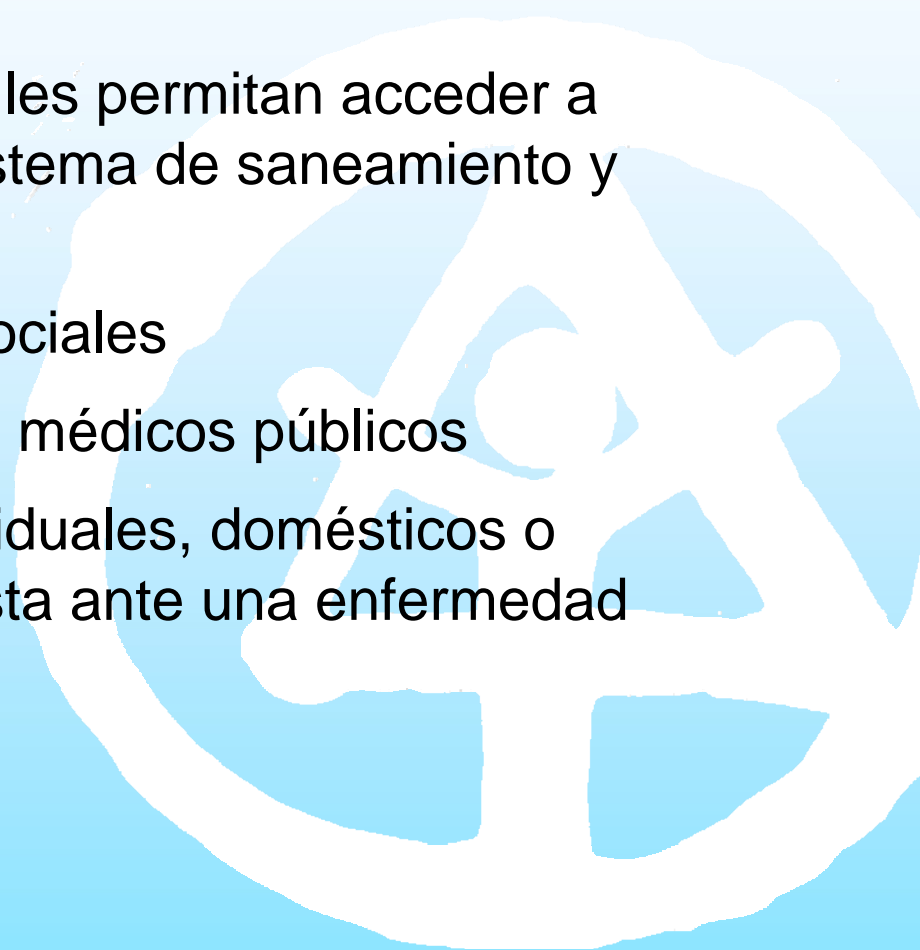 les permitan acceder a
stema de saneamiento y
ociales
médicos públicos
iduales, domésticos o
sta ante una enfermedad